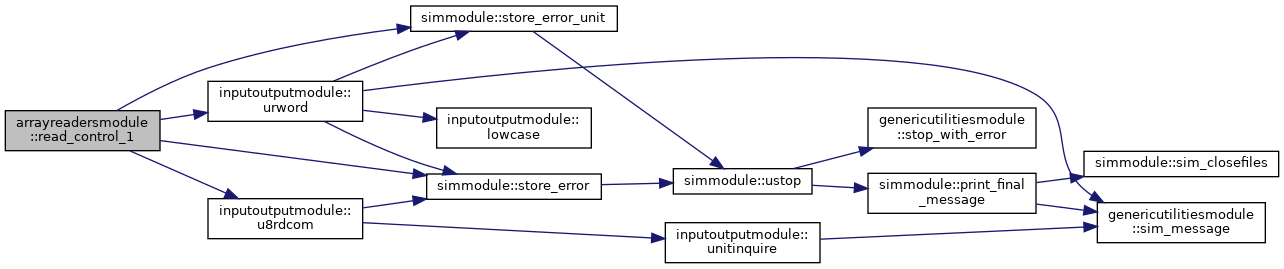 simmodule::store_error_unit
inputoutputmodule::
urword
arrayreadersmodule
::read_control_1
inputoutputmodule::
lowcase
genericutilitiesmodule
::stop_with_error
simmodule::sim_closefiles
simmodule::store_error
simmodule::ustop
simmodule::print_final
_message
inputoutputmodule::
u8rdcom
genericutilitiesmodule
::sim_message
inputoutputmodule::
unitinquire